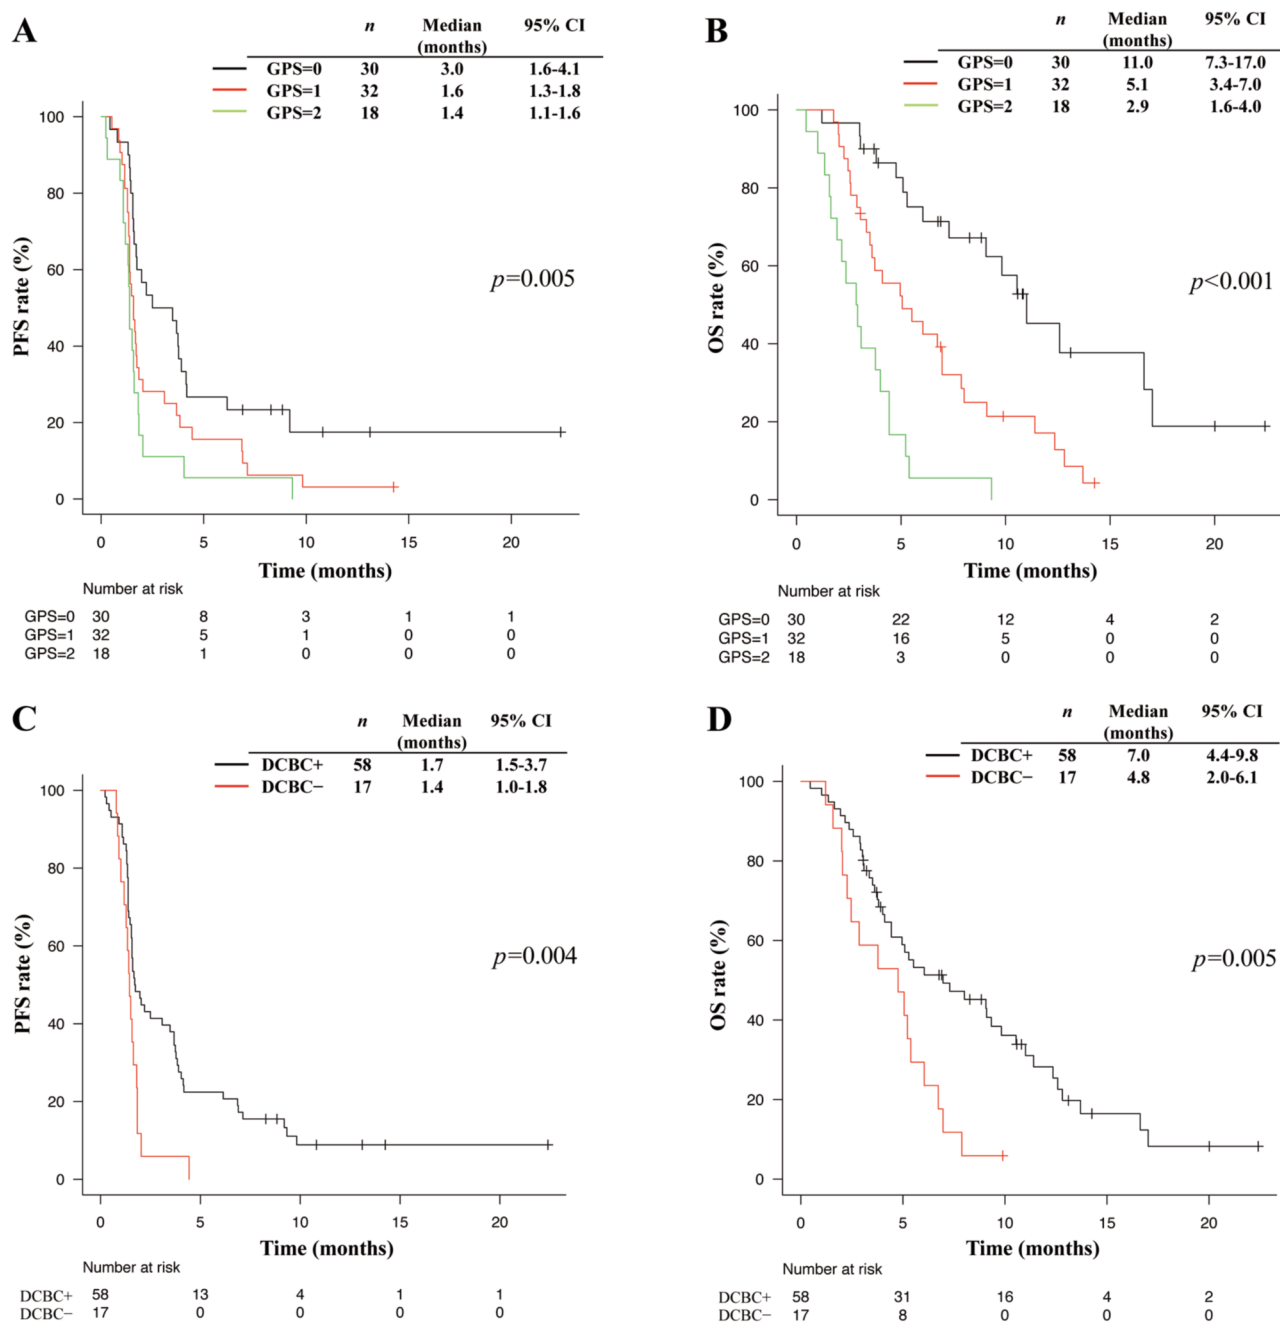 A
n Median 95% CI
(months)
GPS=0 30 3.0 1.6-4.1
GPS=1 32 1.6 1.3-1.8
GPS=2 18 1.4 1.1-1.6
100
80
60
40
20
0
PFS rate (%)
p=0.005
0 5 10 15 20
Time (months)
Number at risk
GPS=0 30 8 3 1 1
GPS=1 32 5 1 0 0
GPS=2 18 1 0 0 0
B
n Median 95% CI
(months)
GPS=0 30 11.0 7.3-17.0
GPS=1 32 5.1 3.4-7.0
GPS=2 18 2.9 1.6-4.0
100
80
60
40
20
0
OS rate (%)
p<0.001
0 5 10 15 20
Time (months)
Number at risk
GPS=0 30 22 12 4 2
GPS=1 32 16 5 0 0
GPS=2 18 3 0 0 0
C
n Median 95% CI
(months)
DCBC+ 58 1.7 1.5-3.7
DCBC− 17 1.4 1.0-1.8
100
80
60
40
20
0
PFS rate (%)
p=0.004
0 5 10 15 20
Time (months)
Number at risk
DCBC+ 58 13 4 1 1
DCBC− 17 0 0 0 0
D
n Median 95% CI
(months)
DCBC+ 58 7.0 4.4-9.8
DCBC− 17 4.8 2.0-6.1
100
80
60
40
20
0
OS rate (%)
p=0.005
0 5 10 15 20
Time (months)
Number at risk
DCBC+ 58 31 16 4 2
DCBC− 17 8 0 0 0